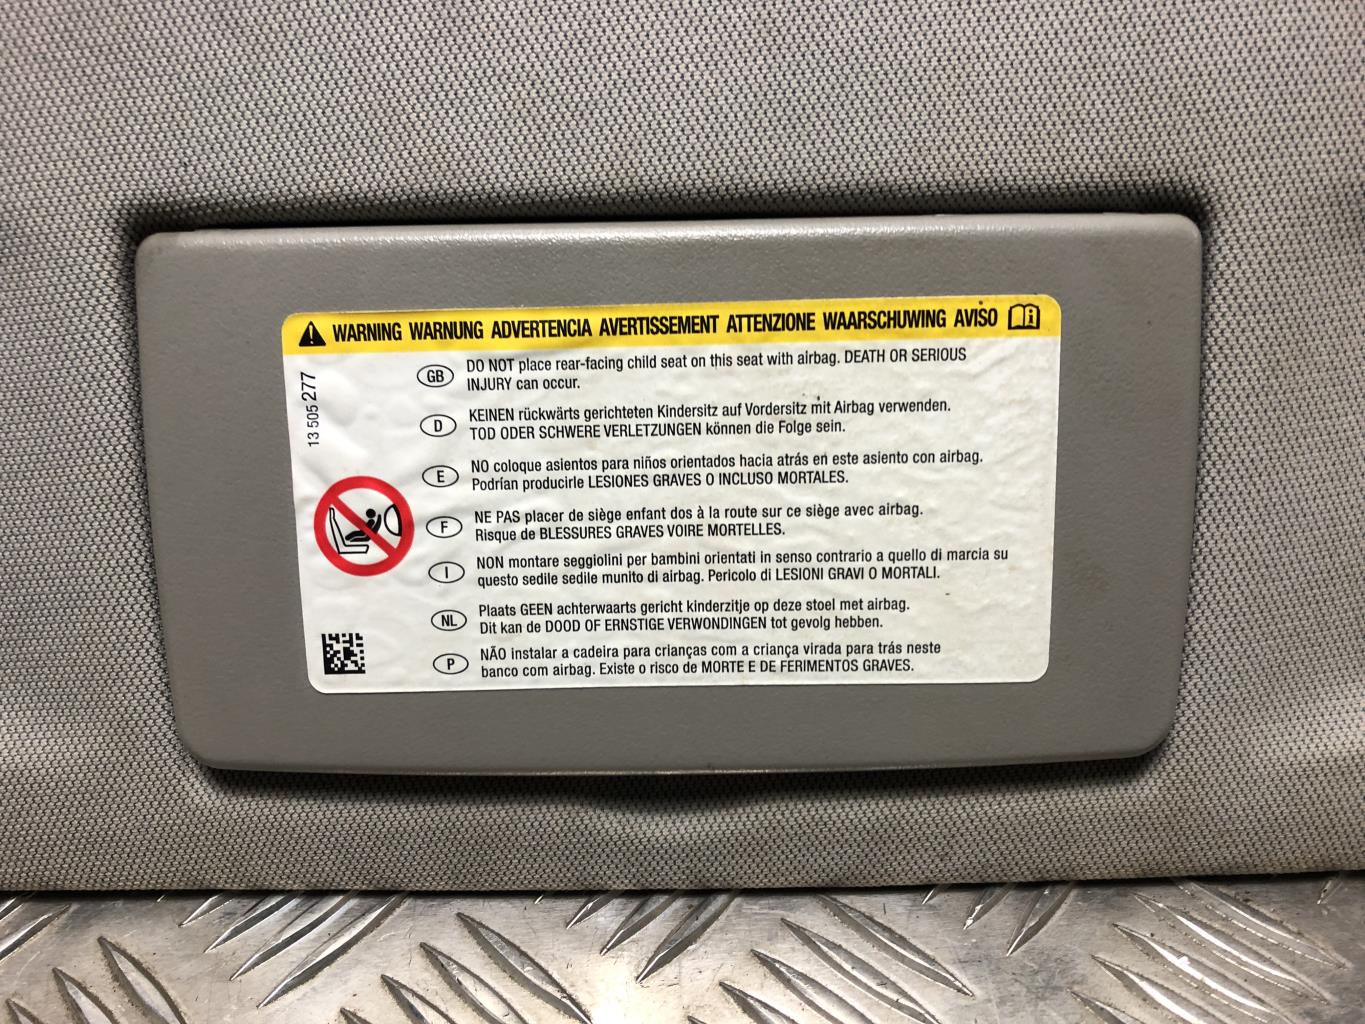 WARNING WARNUNG ADVERTENCIA AVERTISSEMENT ATTENZIONE WAARSCHUWING AVISO
13 505 277
GB
DO NOT place rear-facing child seat on this seat with airbag. DEATH OR SERIOUS
INJURY can occur.
D
KEINEN rückwärts gerichteten Kindersitz auf Vordersitz mit Airbag verwenden.
TOD ODER SCHWERE VERLETZUNGEN können die Folge sein.
E
NO coloque asientos para niños orientados hacia atrás en este asiento con airbag.
Podrían producirle LESIONES GRAVES O INCLUSO MORTALES.
F
NE PAS placer de siège enfant dos à la route sur ce siège avec airbag.
Risque de BLESSURES GRAVES VOIRE MORTELLES.
I
NON montare seggiolini per bambini orientati in senso contrario a quello di marcia su
questo sedile sedile munito di airbag. Pericolo di LESIONI GRAVI O MORTALI.
NL
Plaats GEEN achterwaarts gericht kinderzitje op deze stoel met airbag.
Dit kan de DOOD OF ERNSTIGE VERWONDINGEN tot gevolg hebben.
P
NÃO instalar a cadeira para crianças com a criança virada para trás neste
banco com airbag. Existe o risco de MORTE E DE FERIMENTOS GRAVES.